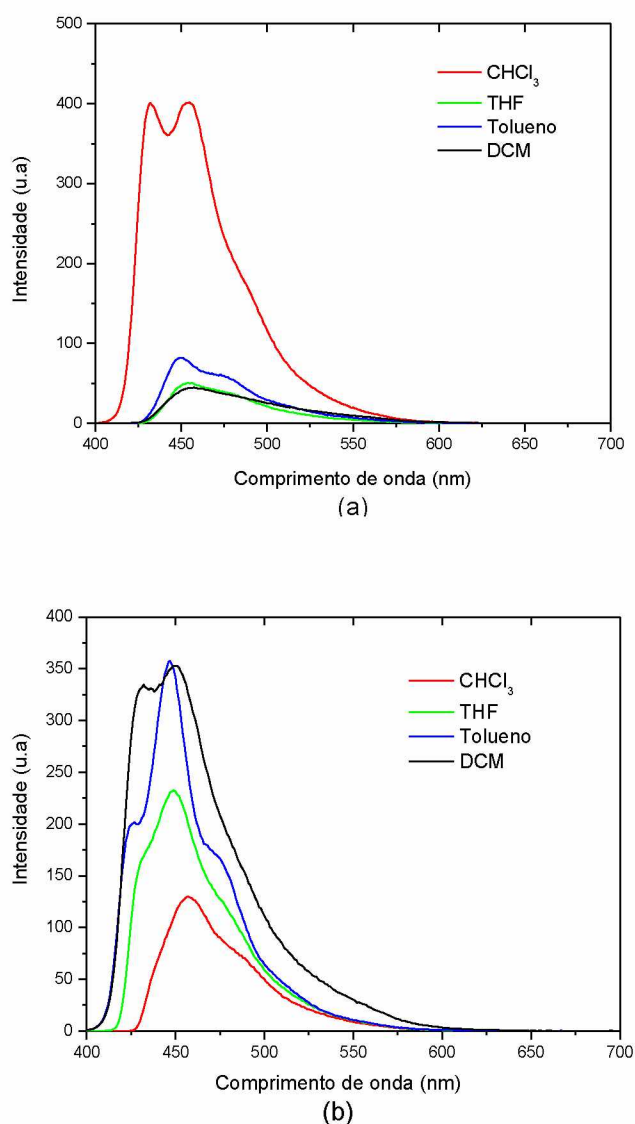 500
400
300
200
100
0
Intensidade (u.a)
CHCl₃
THF
Tolueno
DCM
400 450 500 550 600 650 700
Comprimento de onda (nm)
(a)
400
350
300
250
200
150
100
50
0
Intensidade (u.a)
CHCl₃
THF
Tolueno
DCM
400 450 500 550 600 650 700
Comprimento de onda (nm)
(b)